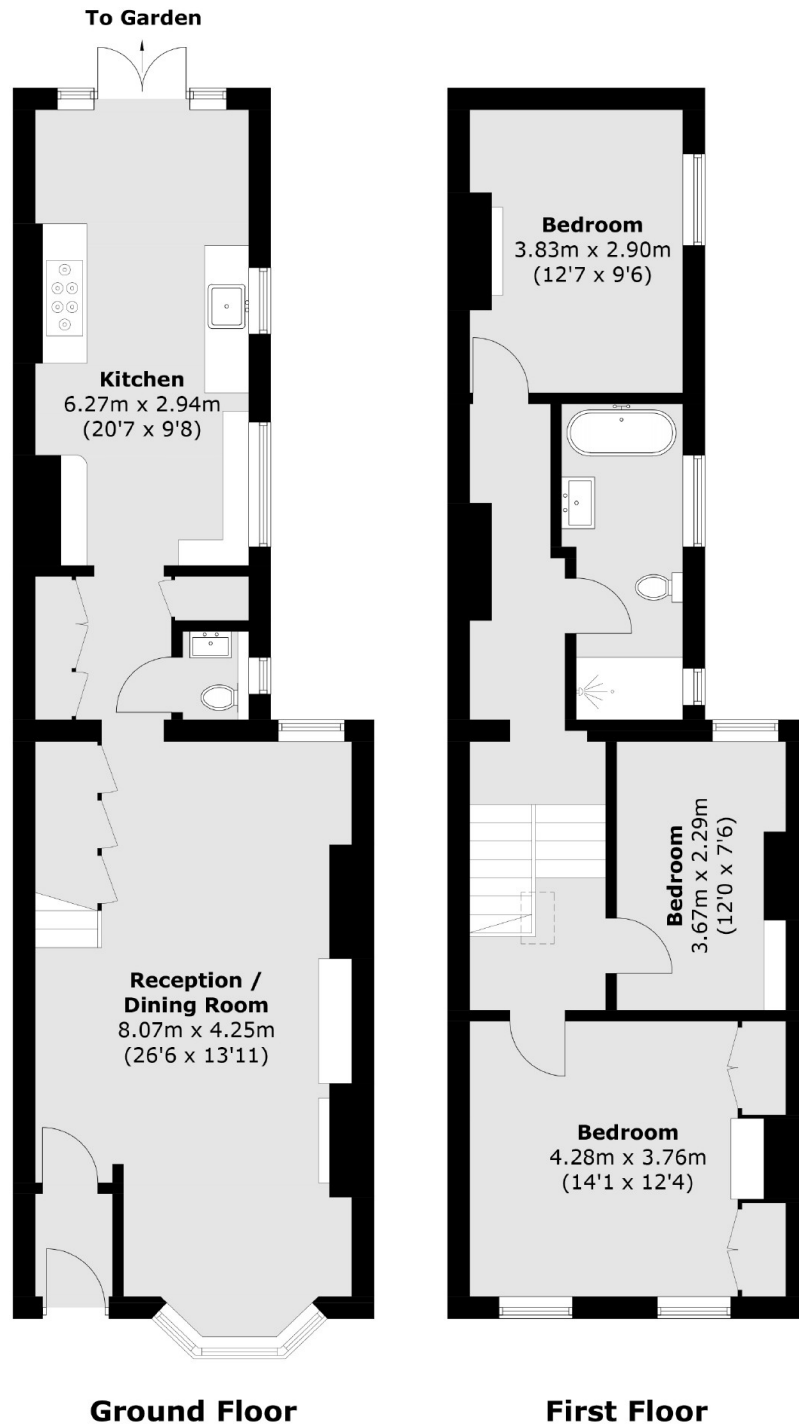 To Garden
Kitchen
6.27m x 2.94m
(20'7 x 9'8)
Reception /
Dining Room
8.07m x 4.25m
(26'6 x 13'11)
Ground Floor
Bedroom
3.83m x 2.90m
(12'7 x 9'6)
Bedroom
3.67m x 2.29m
(12'0 x 7'6)
Bedroom
4.28m x 3.76m
(14'1 x 12'4)
First Floor